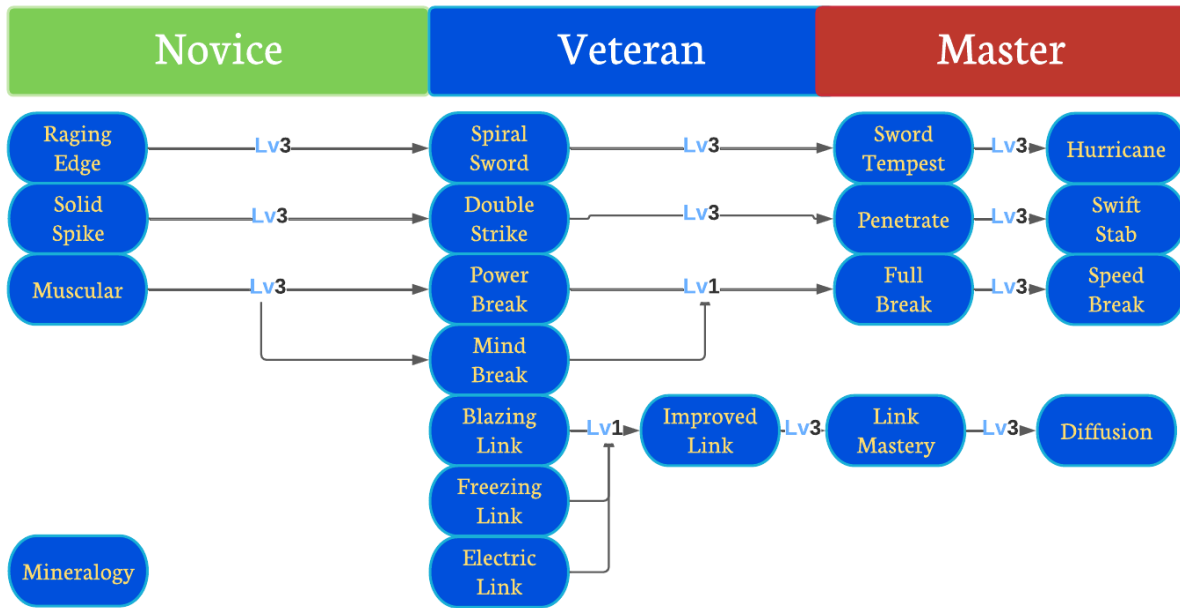 Novice
Veteran
Master
Raging
Edge
Lv3
Spiral
Sword
Lv3
Sword
Tempest
Lv3
Hurricane
Solid
Spike
Lv3
Double
Strike
Lv3
Penetrate
Lv3
Swift
Stab
Muscular
Lv3
Power
Break
Lv1
Full
Break
Lv3
Speed
Break
Mind
Break
Blazing
Link
Lv1
Improved
Link
Lv3
Link
Mastery
Lv3
Diffusion
Freezing
Link
Mineralogy
Electric
Link